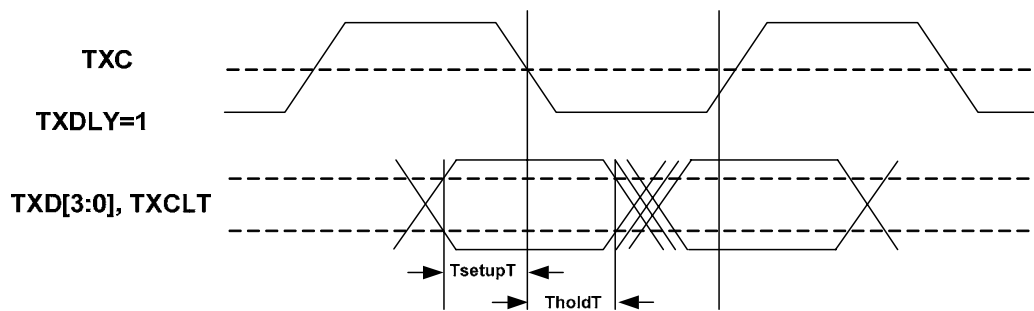 TXC
TXDLY=1
TXD[3:0], TXCLT
TsetupT
TholdT